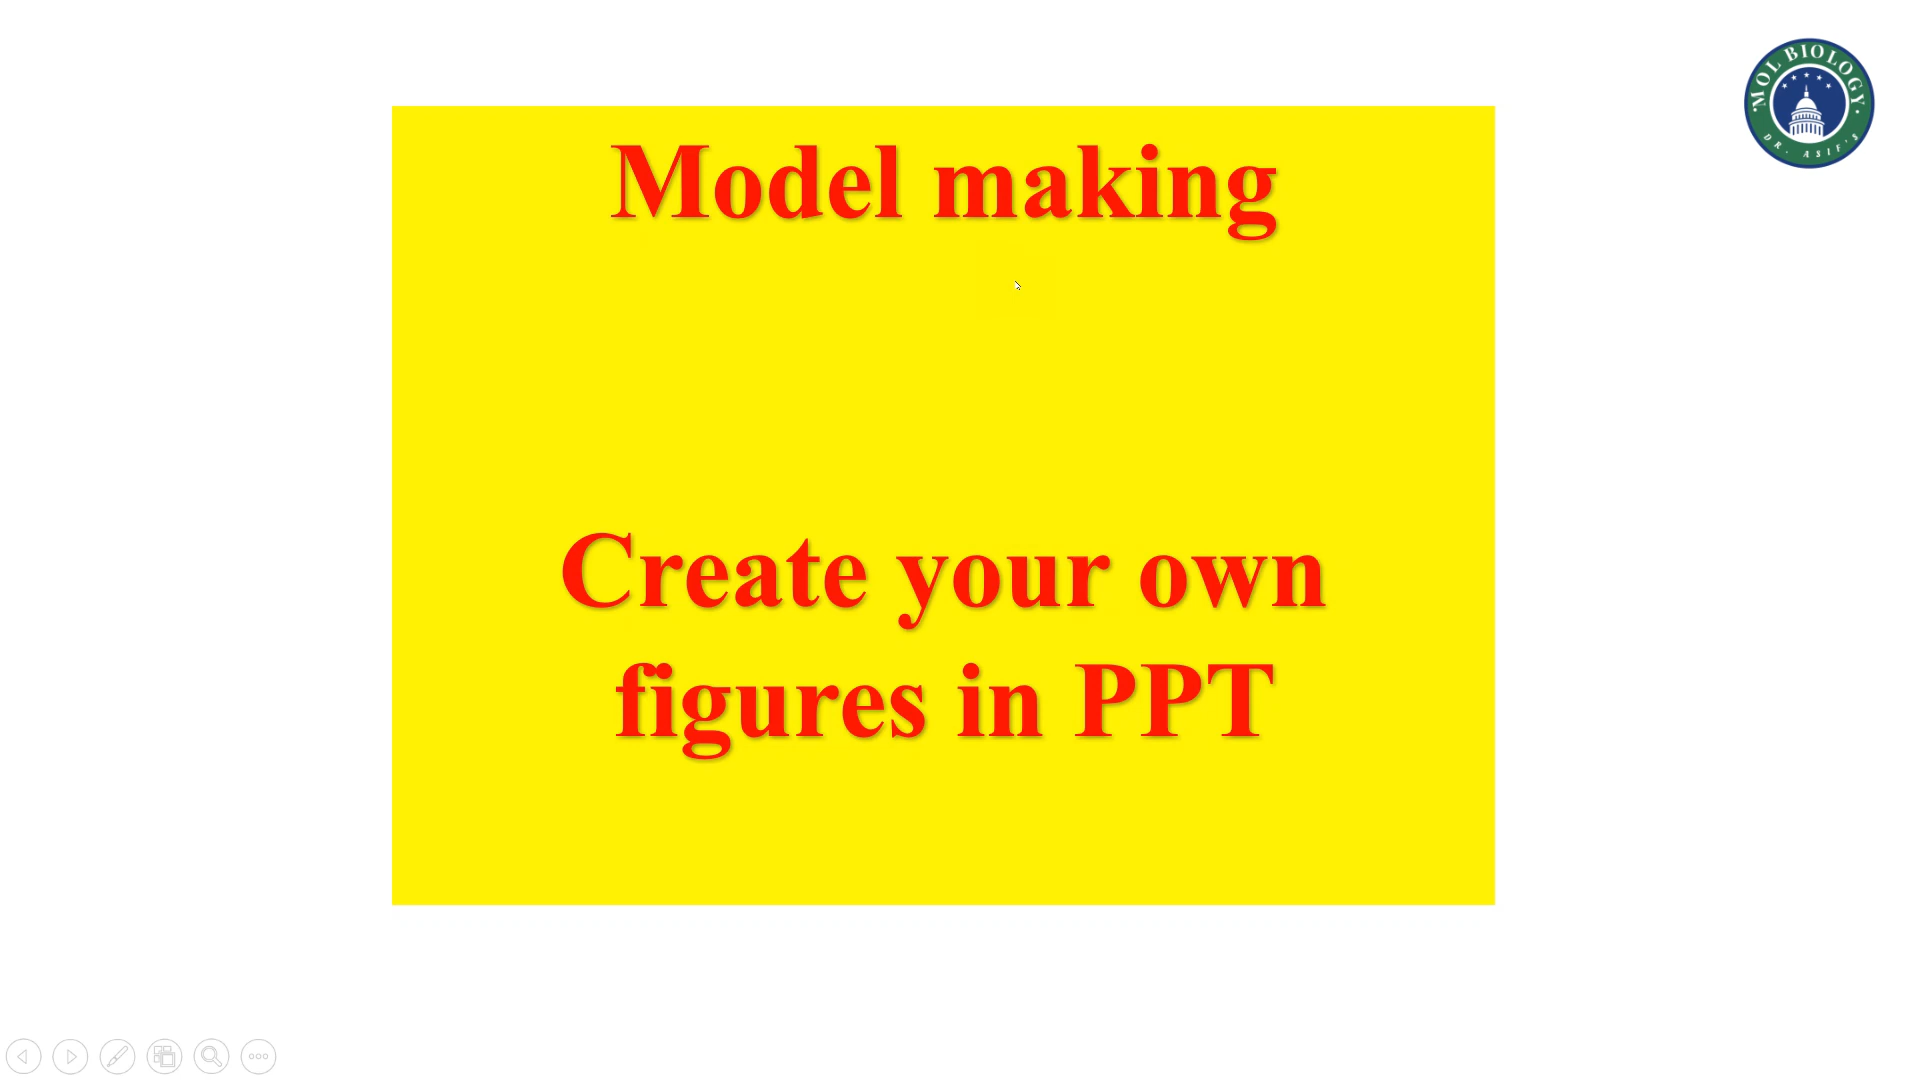 Model making
Create your own
figures in PPT
MOL BIOLOGY
DR. ASIF'S